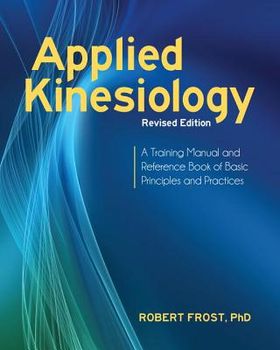 Applied
Kinesiology
Revised Edition
A Training Manual and
Reference Book of Basic
Principles and Practices
ROBERT FROST, PhD